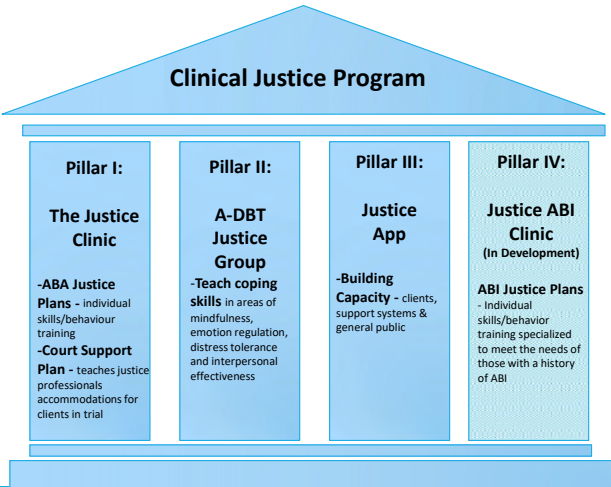 Clinical Justice Program
Pillar I:
The Justice
Clinic
-ABA Justice
Plans - individual
skills/behaviour
training
-Court Support
Plan - teaches justice
professionals
accommodations for
clients in trial
Pillar II:
A-DBT
Justice
Group
-Teach coping
skills in areas of
mindfulness,
emotion regulation,
distress tolerance
and interpersonal
effectiveness
Pillar III:
Justice
App
-Building
Capacity - clients,
support systems &
general public
Pillar IV:
Justice ABI
Clinic
(In Development)
ABI Justice Plans
- Individual
skills/behavior
training specialized
to meet the needs of
those with a history
of ABI